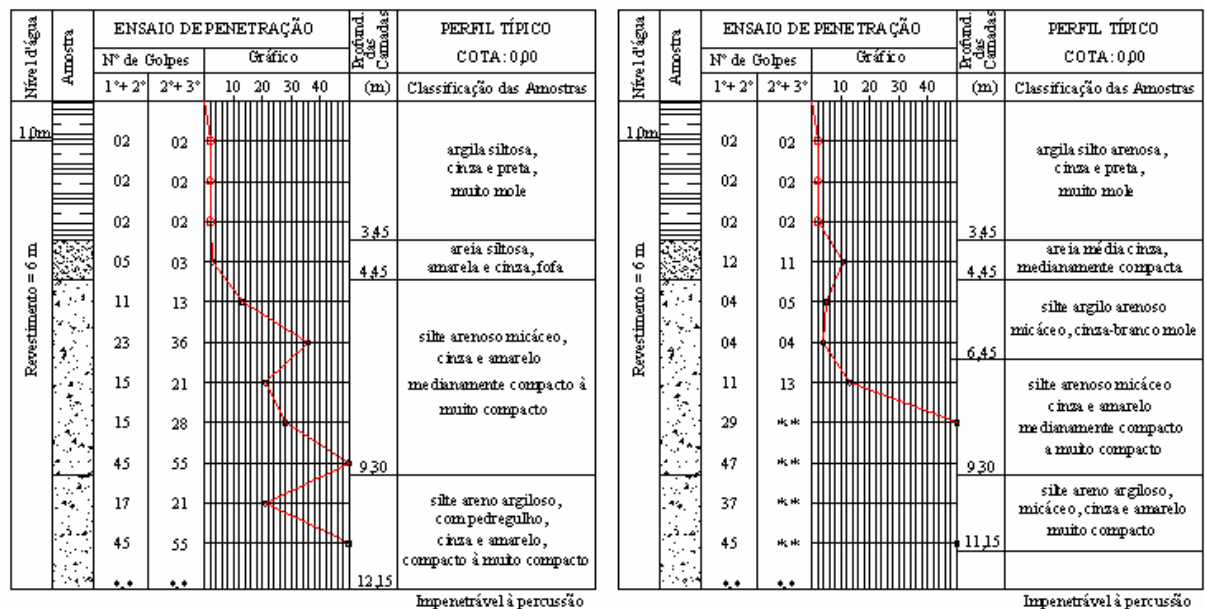 Nível d'água
Amostra
ENSAIO DE PENETRAÇÃO
Nº de Golpes
Gráfico
1°+ 2°
2°+ 3°
10 20 30 40
Profund. das Camadas
(m)
PERFIL TÍPICO
COTA: 0,00
Classificação das Amostras
1,0m
Revestimento = 6 m
02 02
02 02
02 02
05 03
11 13
23 36
15 21
15 28
45 55
17 21
45 55
*.* *.*
argila siltosa,
cinza e preta,
muito mole
3,45
areia siltosa,
amarela e cinza, fofa
4,45
silte arenoso micáceo,
cinza e amarelo
medianamente compacto à
muito compacto
9,30
silte areno argiloso,
com pedregulho,
cinza e amarelo,
compacto à muito compacto
12,15
Impenetrável à percussão
Nível d'água
Amostra
ENSAIO DE PENETRAÇÃO
Nº de Golpes
Gráfico
1°+ 2°
2°+ 3°
10 20 30 40
Profund. das Camadas
(m)
PERFIL TÍPICO
COTA: 0,00
Classificação das Amostras
1,0m
Revestimento = 6 m
02 02
02 02
02 02
12 11
04 05
04 04
11 13
29 *.*
47 *.*
37 *.*
45 *.*
*.* *.*
argila silto arenosa,
cinza e preta,
muito mole
3,45
areia média cinza,
medianamente compacta
4,45
silte argilo arenoso
micáceo, cinza-branco mole
6,45
silte arenoso micáceo
cinza e amarelo
medianamente compacto
a muito compacto
9,30
silte areno argiloso,
micáceo, cinza e amarelo
muito compacto
11,15
Impenetrável à percussão